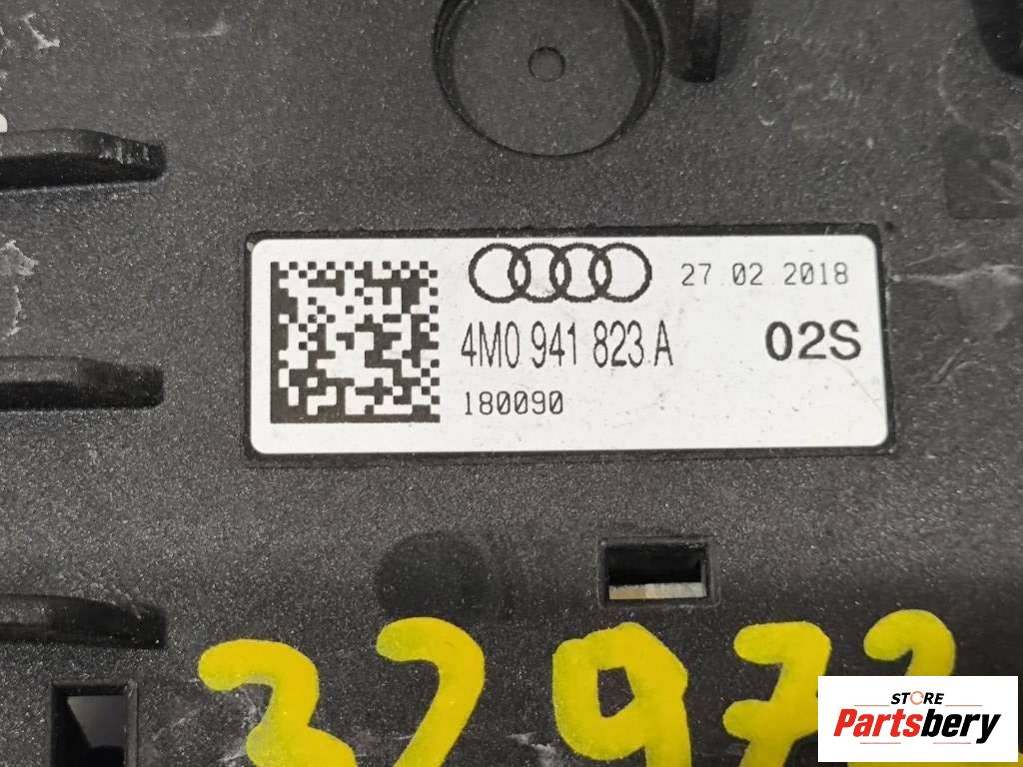 27.02.2018
4M0.941 823.A 02S
180090
STORE
Partsbery